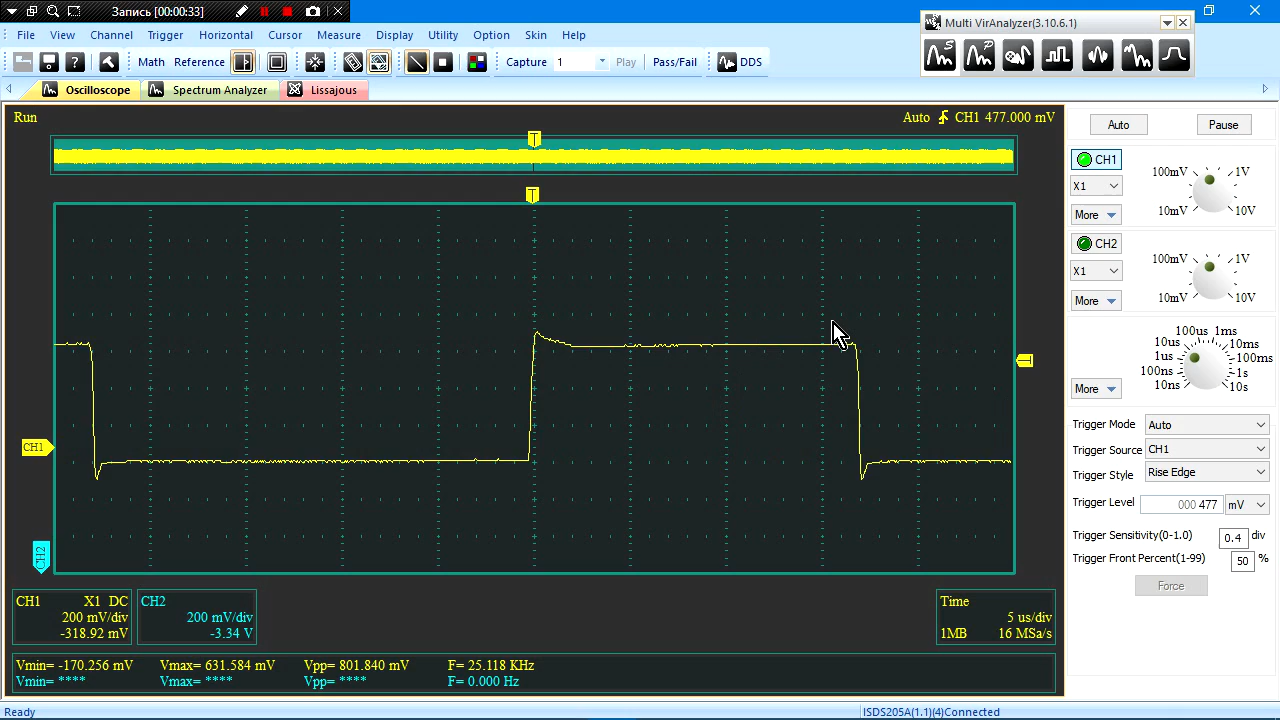 Запись [00:00:33]
Multi VirAnalyzer(3.10.6.1)
File View Channel Trigger Horizontal Cur Measure Display Utility Option Skin Help
Math Reference Capture 1 Play Pass/Fail DDS
Oscilloscope Spectrum Analyzer Lissajous
Run Auto CH1 477.000 mV
T
T
CH1
CH2
CH1 X1 DC
200 mV/div
-318.92 mV
CH2
200 mV/div
-3.34 V
Time
5 us/div
1MB 16 MSa/s
Vmin= -170.256 mV Vmax= 631.584 mV Vpp= 801.840 mV F= 25.118 KHz
Vmin= **** Vmax= **** Vpp= **** F= 0.000 Hz
Auto Pause
CH1
X1
More
100mV 1V
10mV 10V
CH2
X1
More
100mV 1V
10mV 10V
100us 1ms
10us 10ms
1us 100ms
100ns 1s
10ns 10s
More
Trigger Mode Auto
Trigger Source CH1
Trigger Style Rise Edge
Trigger Level 000 477 mV
Trigger Sensitivity(0-1.0) 0.4 div
Trigger Front Percent(1-99) 50 %
Force
Ready ISDS205A(1.1)(4)Connected